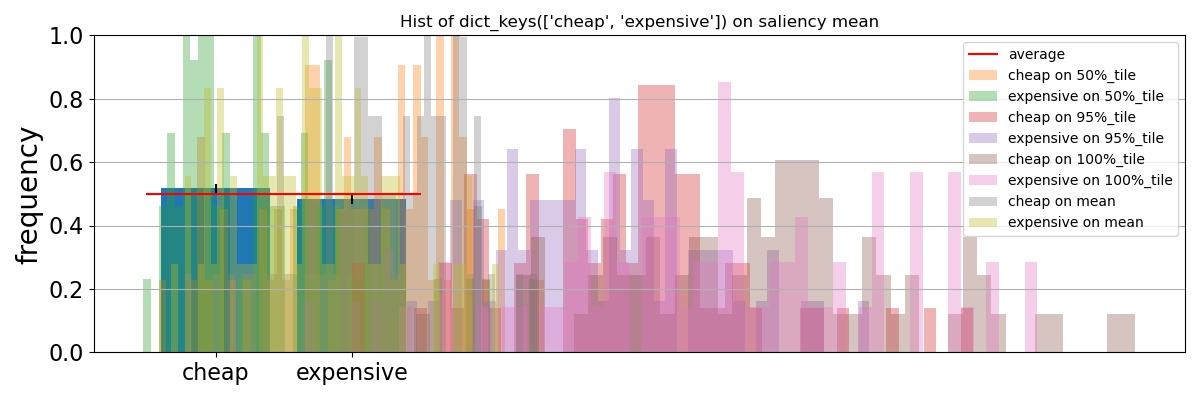 Hist of dict_keys(['cheap', 'expensive']) on saliency mean
1.0
0.8
0.6
0.4
0.2
0.0
frequency
cheap
expensive
average
cheap on 50%_tile
expensive on 50%_tile
cheap on 95%_tile
expensive on 95%_tile
cheap on 100%_tile
expensive on 100%_tile
cheap on mean
expensive on mean